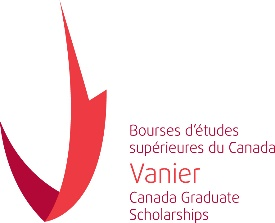 Bourses d'études
supérieures du Canada
Vanier
Canada Graduate
Scholarships